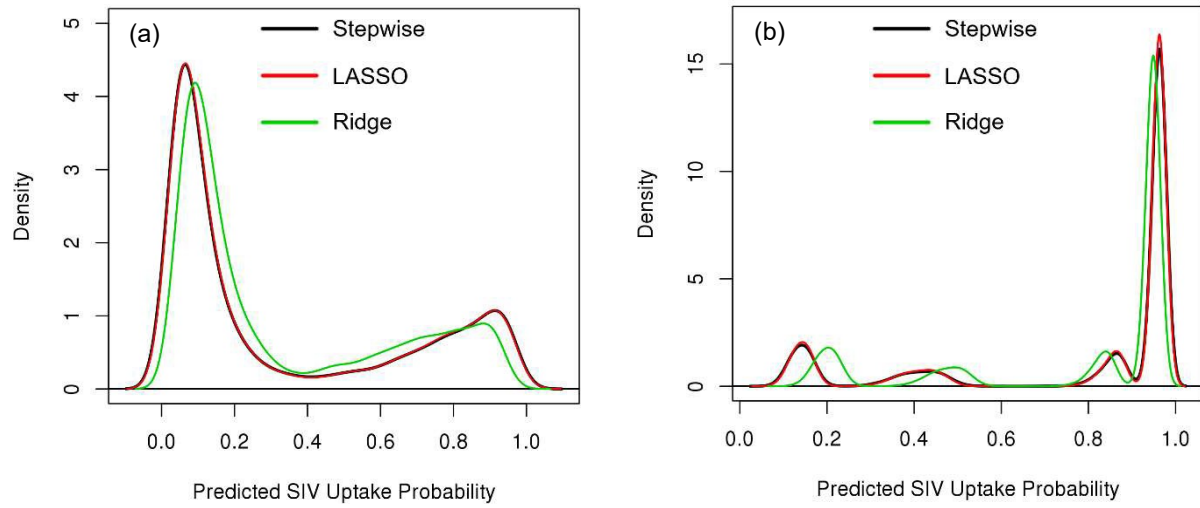 (a)
Stepwise
LASSO
Ridge
5
4
3
2
1
0
Density
0.0 0.2 0.4 0.6 0.8 1.0
Predicted SIV Uptake Probability
(b)
Stepwise
LASSO
Ridge
15
10
5
0
Density
0.0 0.2 0.4 0.6 0.8 1.0
Predicted SIV Uptake Probability